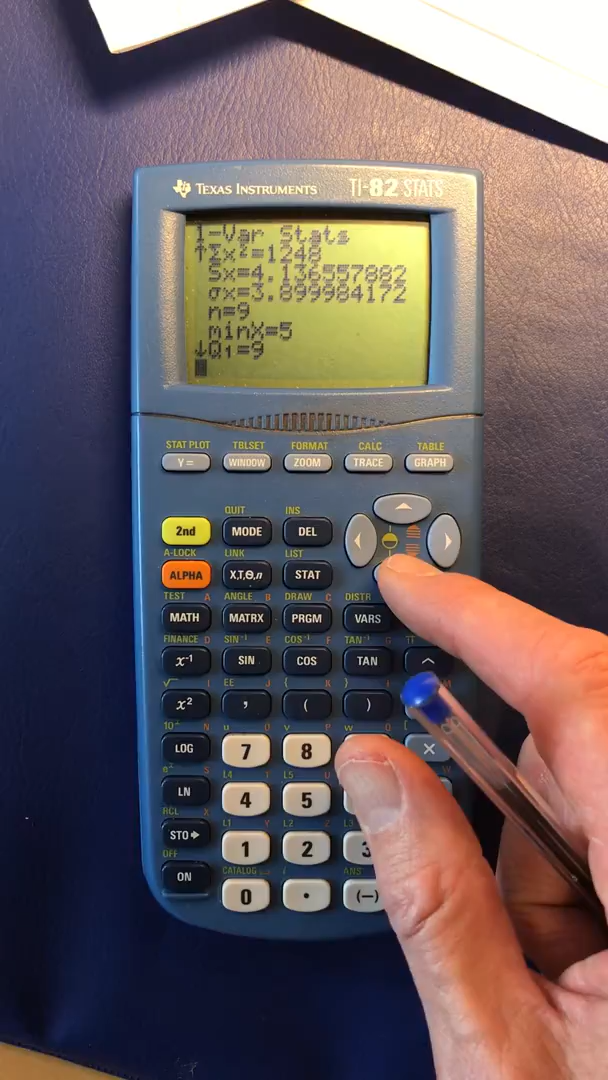 TEXAS INSTRUMENTS TI-82 STATS
1-Var Stats
↑Σx²=1248
Sx=4.136557882
σx=3.899984172
n=9
minX=5
↓Q₁=9
STAT PLOT TBLSET FORMAT CALC TABLE
Y= WINDOW ZOOM TRACE GRAPH
QUIT INS
2nd MODE DEL
A-LOCK LINK LIST
ALPHA X,T,Θ,n STAT
TEST A ANGLE B DRAW C DISTR
MATH MATRX PRGM VARS
FINANCE D SIN⁻¹ E COS⁻¹ F TAN⁻¹ G π
x⁻¹ SIN COS TAN ^
√ I EE J { K } L
x² , ( )
10ˣ N u O v P w
LOG 7 8 ×
eˣ S L4 T L5 U
LN 4 5
RCL X L1 Y L2 Z L3
STO➔ 1 2 3
OFF CATALOG i ANS
ON 0 . (−)